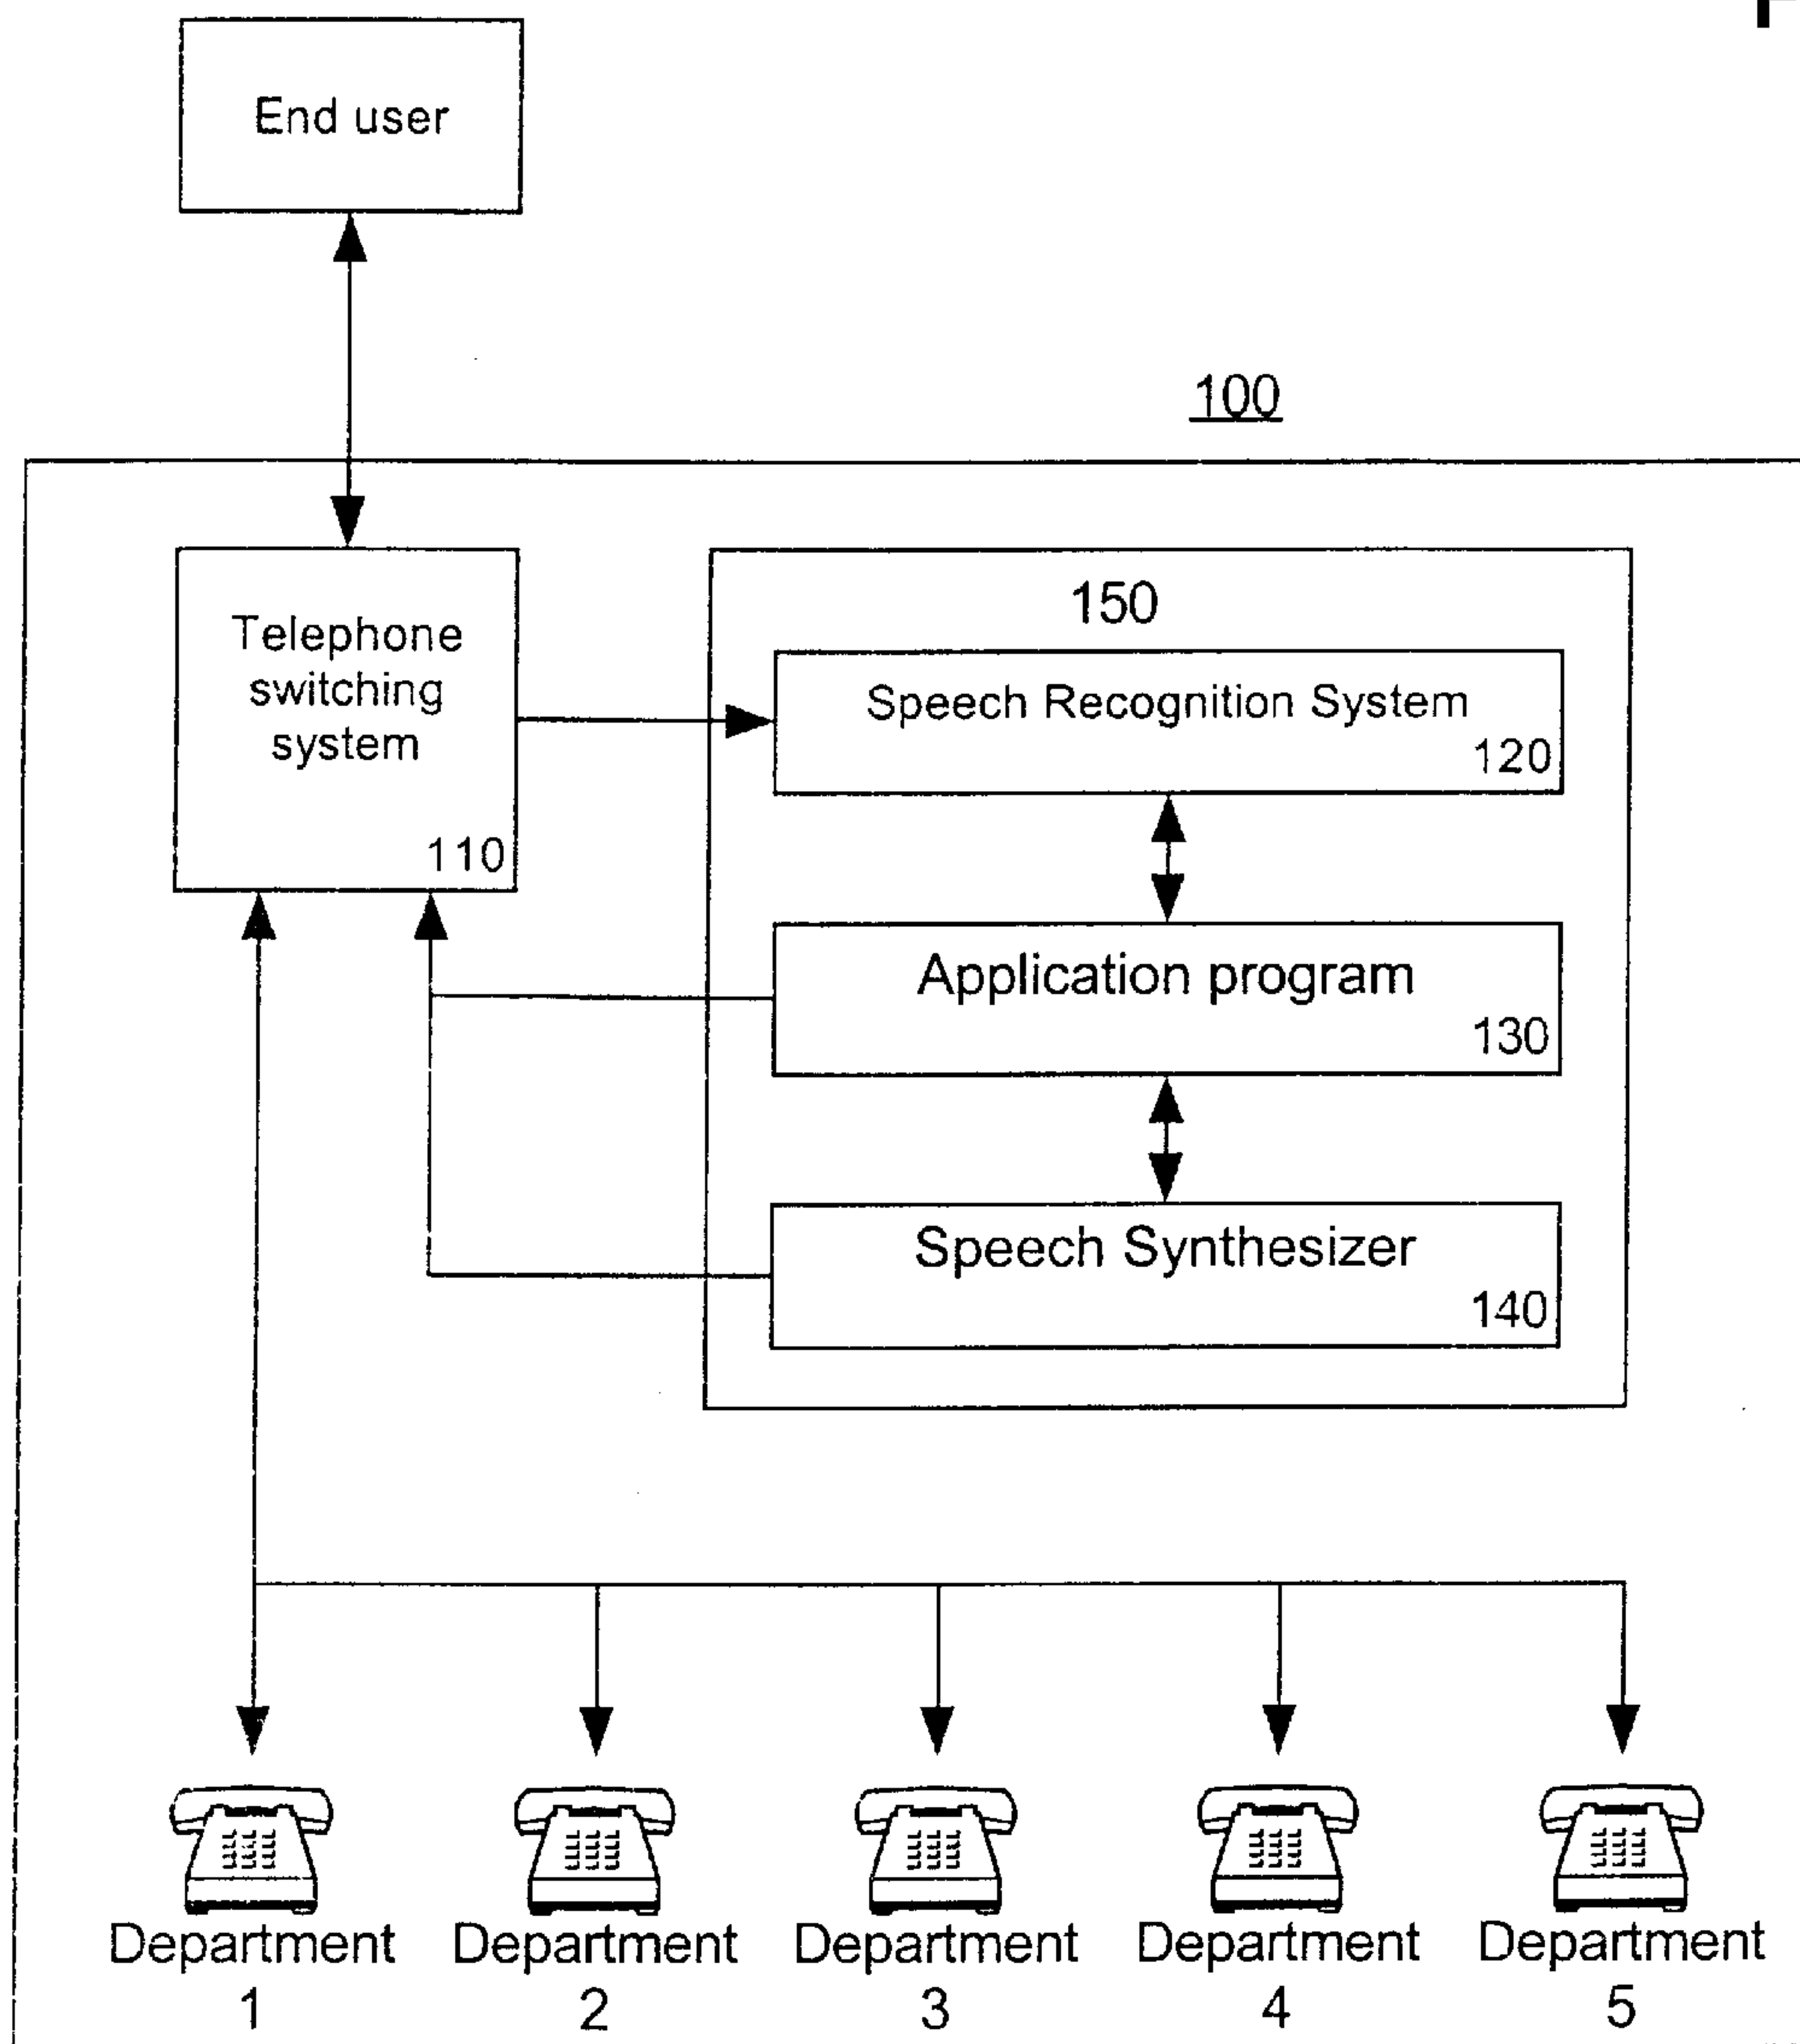 End user
100
Telephone
switching
system
110
150
Speech Recognition System
120
Application program
130
Speech Synthesizer
140
Department
1
Department
2
Department
3
Department
4
Department
5